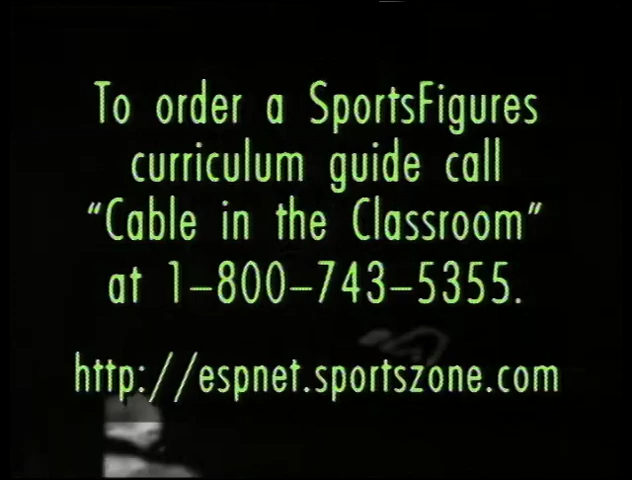 To order a SportsFigures
curriculum guide call
“Cable in the Classroom”
at 1–800–743–5355.
http://espnet.sportszone.com